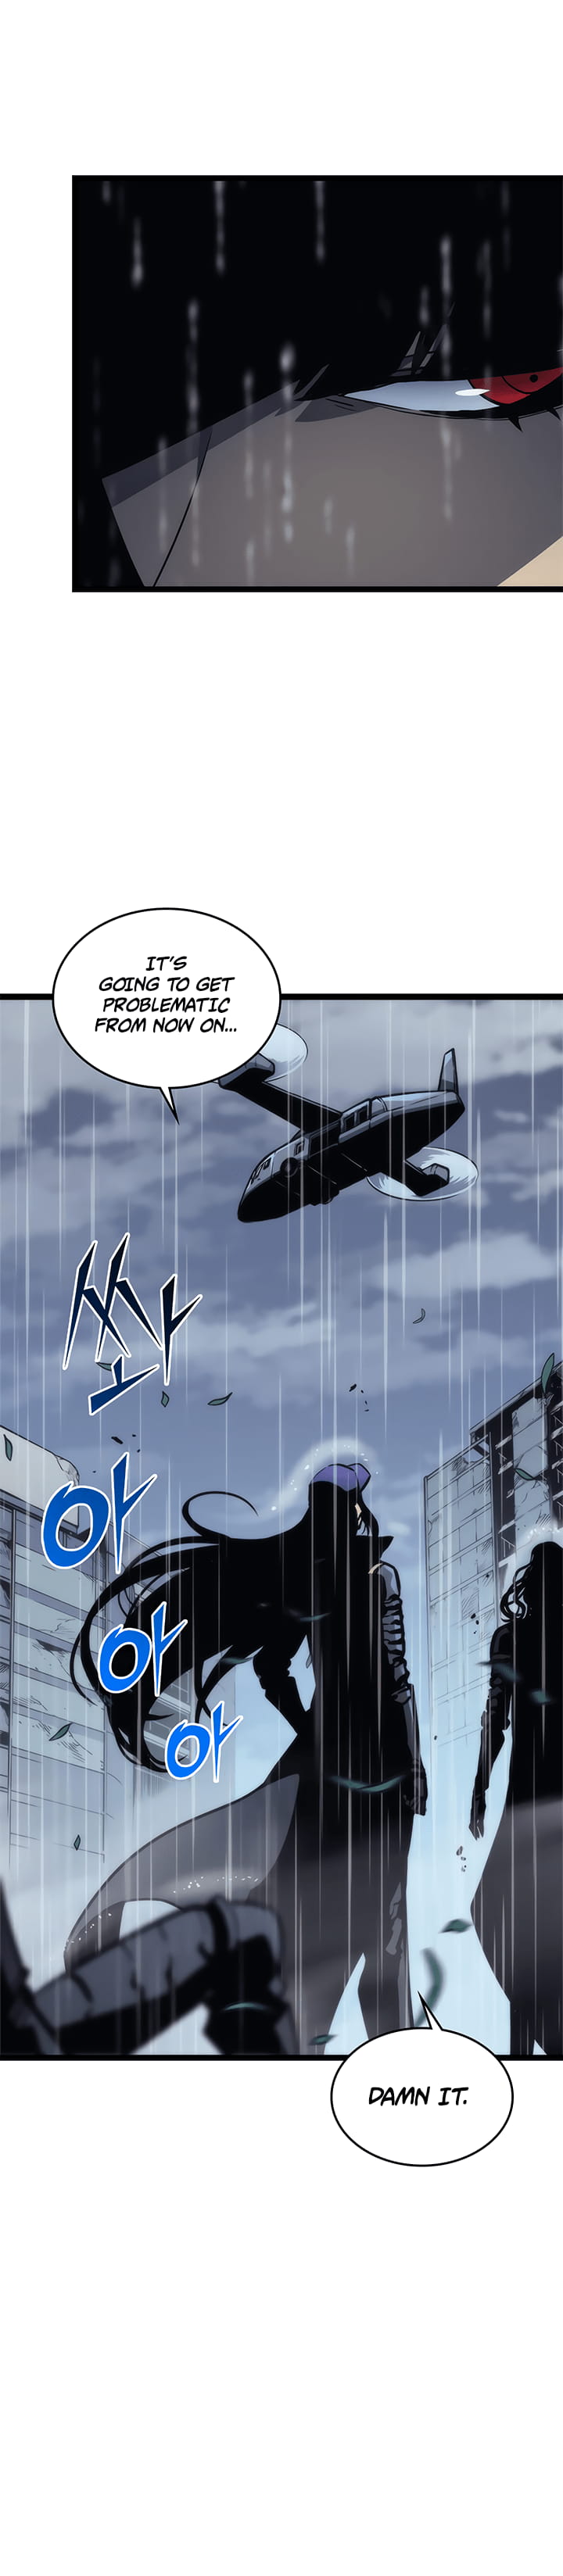 IT'S
GOING TO GET
PROBLEMATIC
FROM NOW ON...
쏴
아
아
아
DAMN IT.